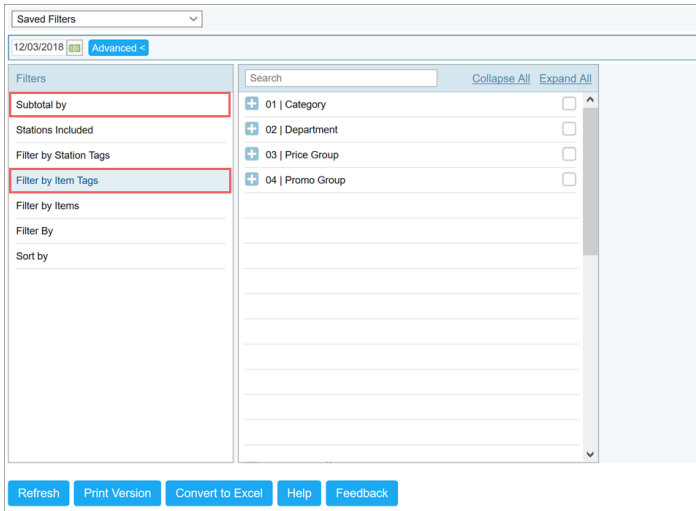 Saved Filters
12/03/2018 Advanced <
Filters
Subtotal by
Stations Included
Filter by Station Tags
Filter by Item Tags
Filter by Items
Filter By
Sort by
Search Collapse All Expand All
01 | Category
02 | Department
03 | Price Group
04 | Promo Group
Refresh Print Version Convert to Excel Help Feedback